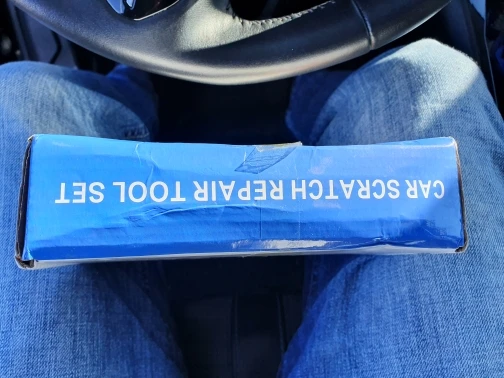 CAR SCRATCH REPAIR TOOL SET